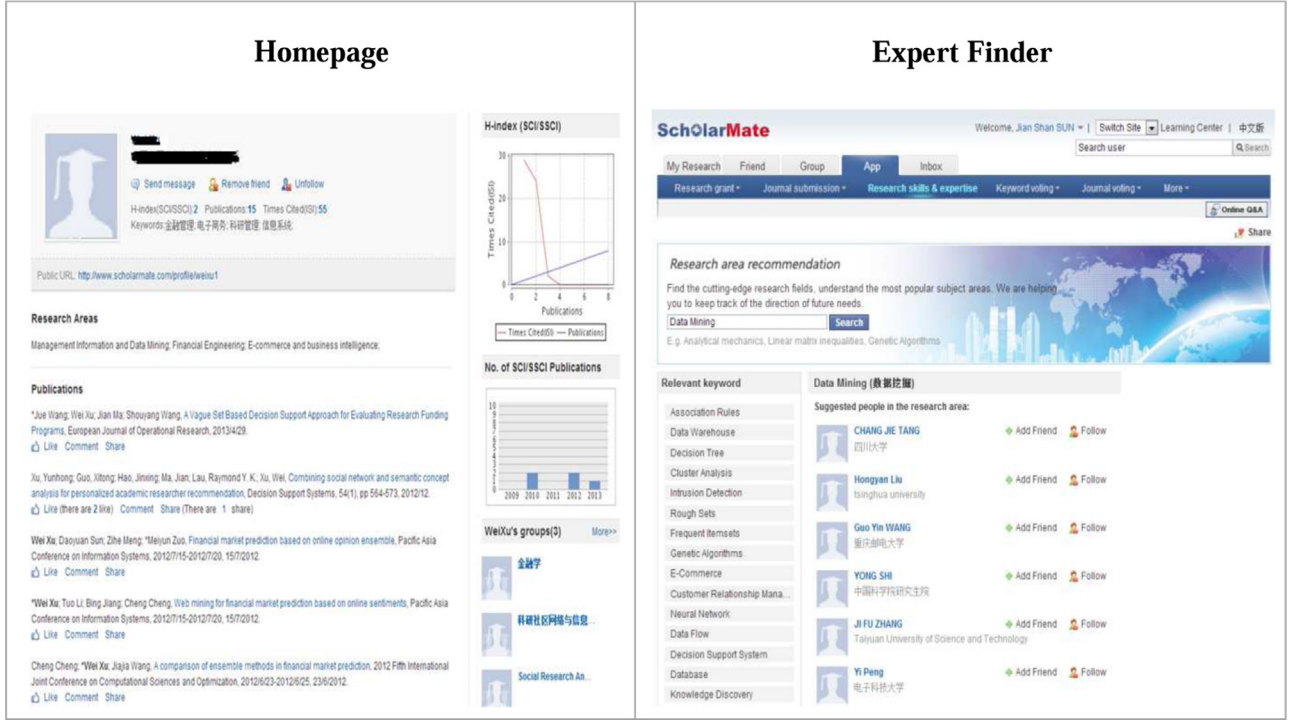 Homepage
Send message Remove friend Unfollow
H-index(SCI/SSCI):2 Publications:15 Times Cited(ISI):55
Keywords:金融管理; 电子商务; 科研管理; 信息系统
Public URL: http://www.scholarmate.com/profile/weixu1
Research Areas
Management Information and Data Mining; Financial Engineering; E-commerce and business intelligence;
Publications
*Jue Wang; Wei Xu; Jian Ma; Shouyang Wang, A Vague Set Based Decision Support Approach for Evaluating Research Funding
Programs, European Journal of Operational Research, 2013/4/29.
Like Comment Share
Xu, Yunhong; Guo, Xitong; Hao, Jinxing; Ma, Jian; Lau, Raymond Y. K.; Xu, Wei, Combining social network and semantic concept
analysis for personalized academic researcher recommendation, Decision Support Systems, 54(1), pp 564-573, 2012/12.
Like (there are 2 like) Comment Share (There are 1 share)
Wei Xu; Daoyuan Sun; Zihe Meng; *Meiyun Zuo, Financial market prediction based on online opinion ensemble, Pacific Asia
Conference on Information Systems, 2012/7/15-2012/7/20, 15/7/2012.
Like Comment Share
*Wei Xu; Tuo Li; Bing Jiang; Cheng Cheng, Web mining for financial market prediction based on online sentiments, Pacific Asia
Conference on Information Systems, 2012/7/15-2012/7/20, 15/7/2012.
Like Comment Share
Cheng Cheng; *Wei Xu; Jiajia Wang, A comparison of ensemble methods in financial market prediction, 2012 Fifth International
Joint Conference on Computational Sciences and Optimization, 2012/6/23-2012/6/25, 23/6/2012.
Like Comment Share
H-index (SCI/SSCI)
Times Cited(ISI)
30
20
10
0
0 2 4 6 8
Publications
Times Cited(ISI) Publications
No. of SCI/SSCI Publications
10
9
8
7
6
5
4
3
2
1
0
2009 2010 2011 2012 2013
WeiXu's groups(3) More>>
金融学
科研社区网络与信息...
Social Research An...
Expert Finder
SchOlarMate
Welcome, Jian Shan SUN Switch Site Learning Center | 中文版
Search user Search
My Research Friend Group App Inbox
Research grant Journal submission Research skills & expertise Keyword voting Journal voting More
Online Q&A
Share
Research area recommendation
Find the cutting-edge research fields, understand the most popular subject areas. We are helping
you to keep track of the direction of future needs.
Data Mining Search
E.g. Analytical mechanics, Linear matrix inequalities, Genetic Algorithms
Relevant keyword
Association Rules
Data Warehouse
Decision Tree
Cluster Analysis
Intrusion Detection
Rough Sets
Frequent Itemsets
Genetic Algorithms
E-Commerce
Customer Relationship Mana...
Neural Network
Data Flow
Decision Support System
Database
Knowledge Discovery
Data Mining (数据挖掘)
Suggested people in the research area:
CHANG JIE TANG Add Friend Follow
四川大学
Hongyan Liu Add Friend Follow
tsinghua university
Guo Yin WANG Add Friend Follow
重庆邮电大学
YONG SHI Add Friend Follow
中国科学院研究生院
JI FU ZHANG Add Friend Follow
Taiyuan University of Science and Technology
Yi Peng Add Friend Follow
电子科技大学